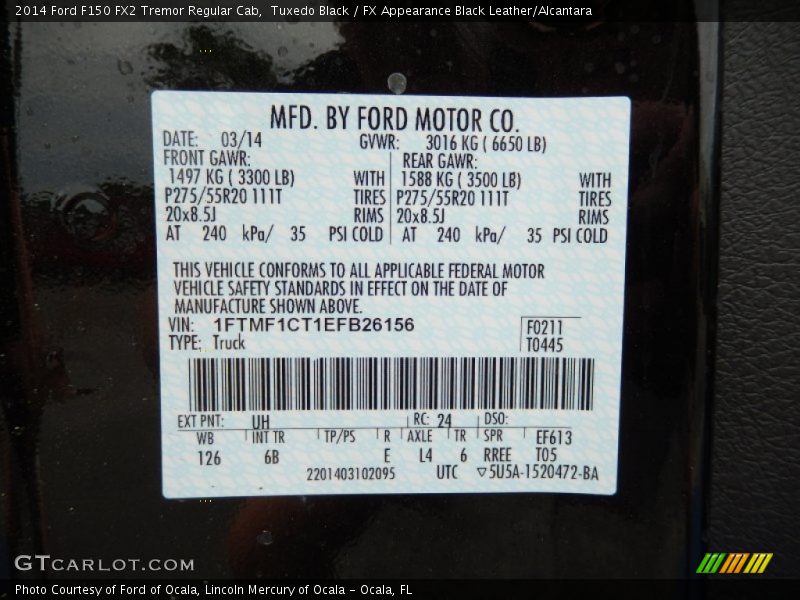 2014 Ford F150 FX2 Tremor Regular Cab, Tuxedo Black / FX Appearance Black Leather/Alcantara
MFD. BY FORD MOTOR CO.
DATE: 03/14 GVWR: 3016 KG ( 6650 LB)
FRONT GAWR: REAR GAWR:
1497 KG ( 3300 LB) WITH 1588 KG ( 3500 LB) WITH
P275/55R20 111T TIRES P275/55R20 111T TIRES
20x8.5J RIMS 20x8.5J RIMS
AT 240 kPa/ 35 PSI COLD AT 240 kPa/ 35 PSI COLD
THIS VEHICLE CONFORMS TO ALL APPLICABLE FEDERAL MOTOR
VEHICLE SAFETY STANDARDS IN EFFECT ON THE DATE OF
MANUFACTURE SHOWN ABOVE.
VIN: 1FTMF1CT1EFB26156 F0211
TYPE: Truck T0445
EXT PNT: UH RC: 24 DSO:
WB INT TR TP/PS R AXLE TR SPR EF613
126 6B E L4 6 RREE T05
2201403102095 UTC ▽5U5A-1520472-BA
GTCARLOT.COM
Photo Courtesy of Ford of Ocala, Lincoln Mercury of Ocala - Ocala, FL